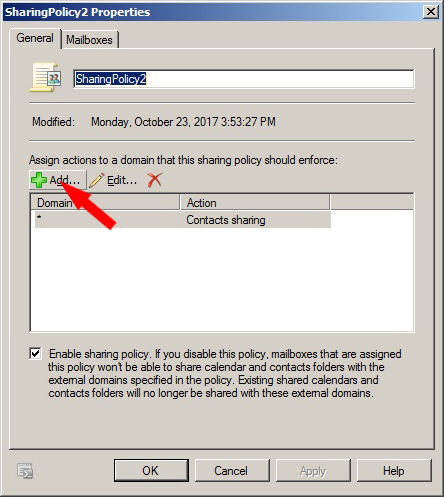 SharingPolicy2 Properties
General Mailboxes
SharingPolicy2
Modified: Monday, October 23, 2017 3:53:27 PM
Assign actions to a domain that this sharing policy should enforce:
Add... Edit...
Domain Action
* Contacts sharing
Enable sharing policy. If you disable this policy, mailboxes that are assigned
this policy won't be able to share calendar and contacts folders with the
external domains specified in the policy. Existing shared calendars and
contacts folders will no longer be shared with these external domains.
OK Cancel Apply Help